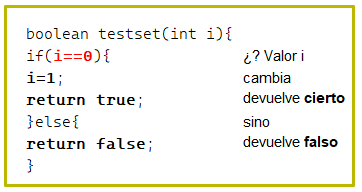 boolean testset(int i){
if(i==0){ ¿? Valor i
i=1; cambia
return true; devuelve cierto
}else{ sino
return false; devuelve falso
}